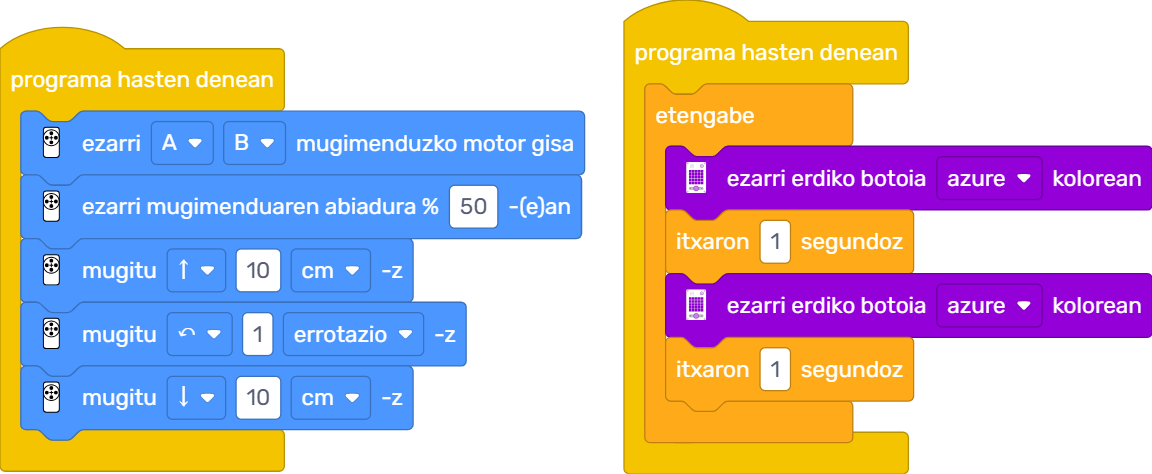 programa hasten denean
ezarri A B mugimenduzko motor gisa
ezarri mugimenduaren abiadura % 50 -(e)an
mugitu ↑ 10 cm -z
mugitu ↶ 1 errotazio -z
mugitu ↓ 10 cm -z
programa hasten denean
etengabe
ezarri erdiko botoia azure kolorean
itxaron 1 segundoz
ezarri erdiko botoia azure kolorean
itxaron 1 segundoz